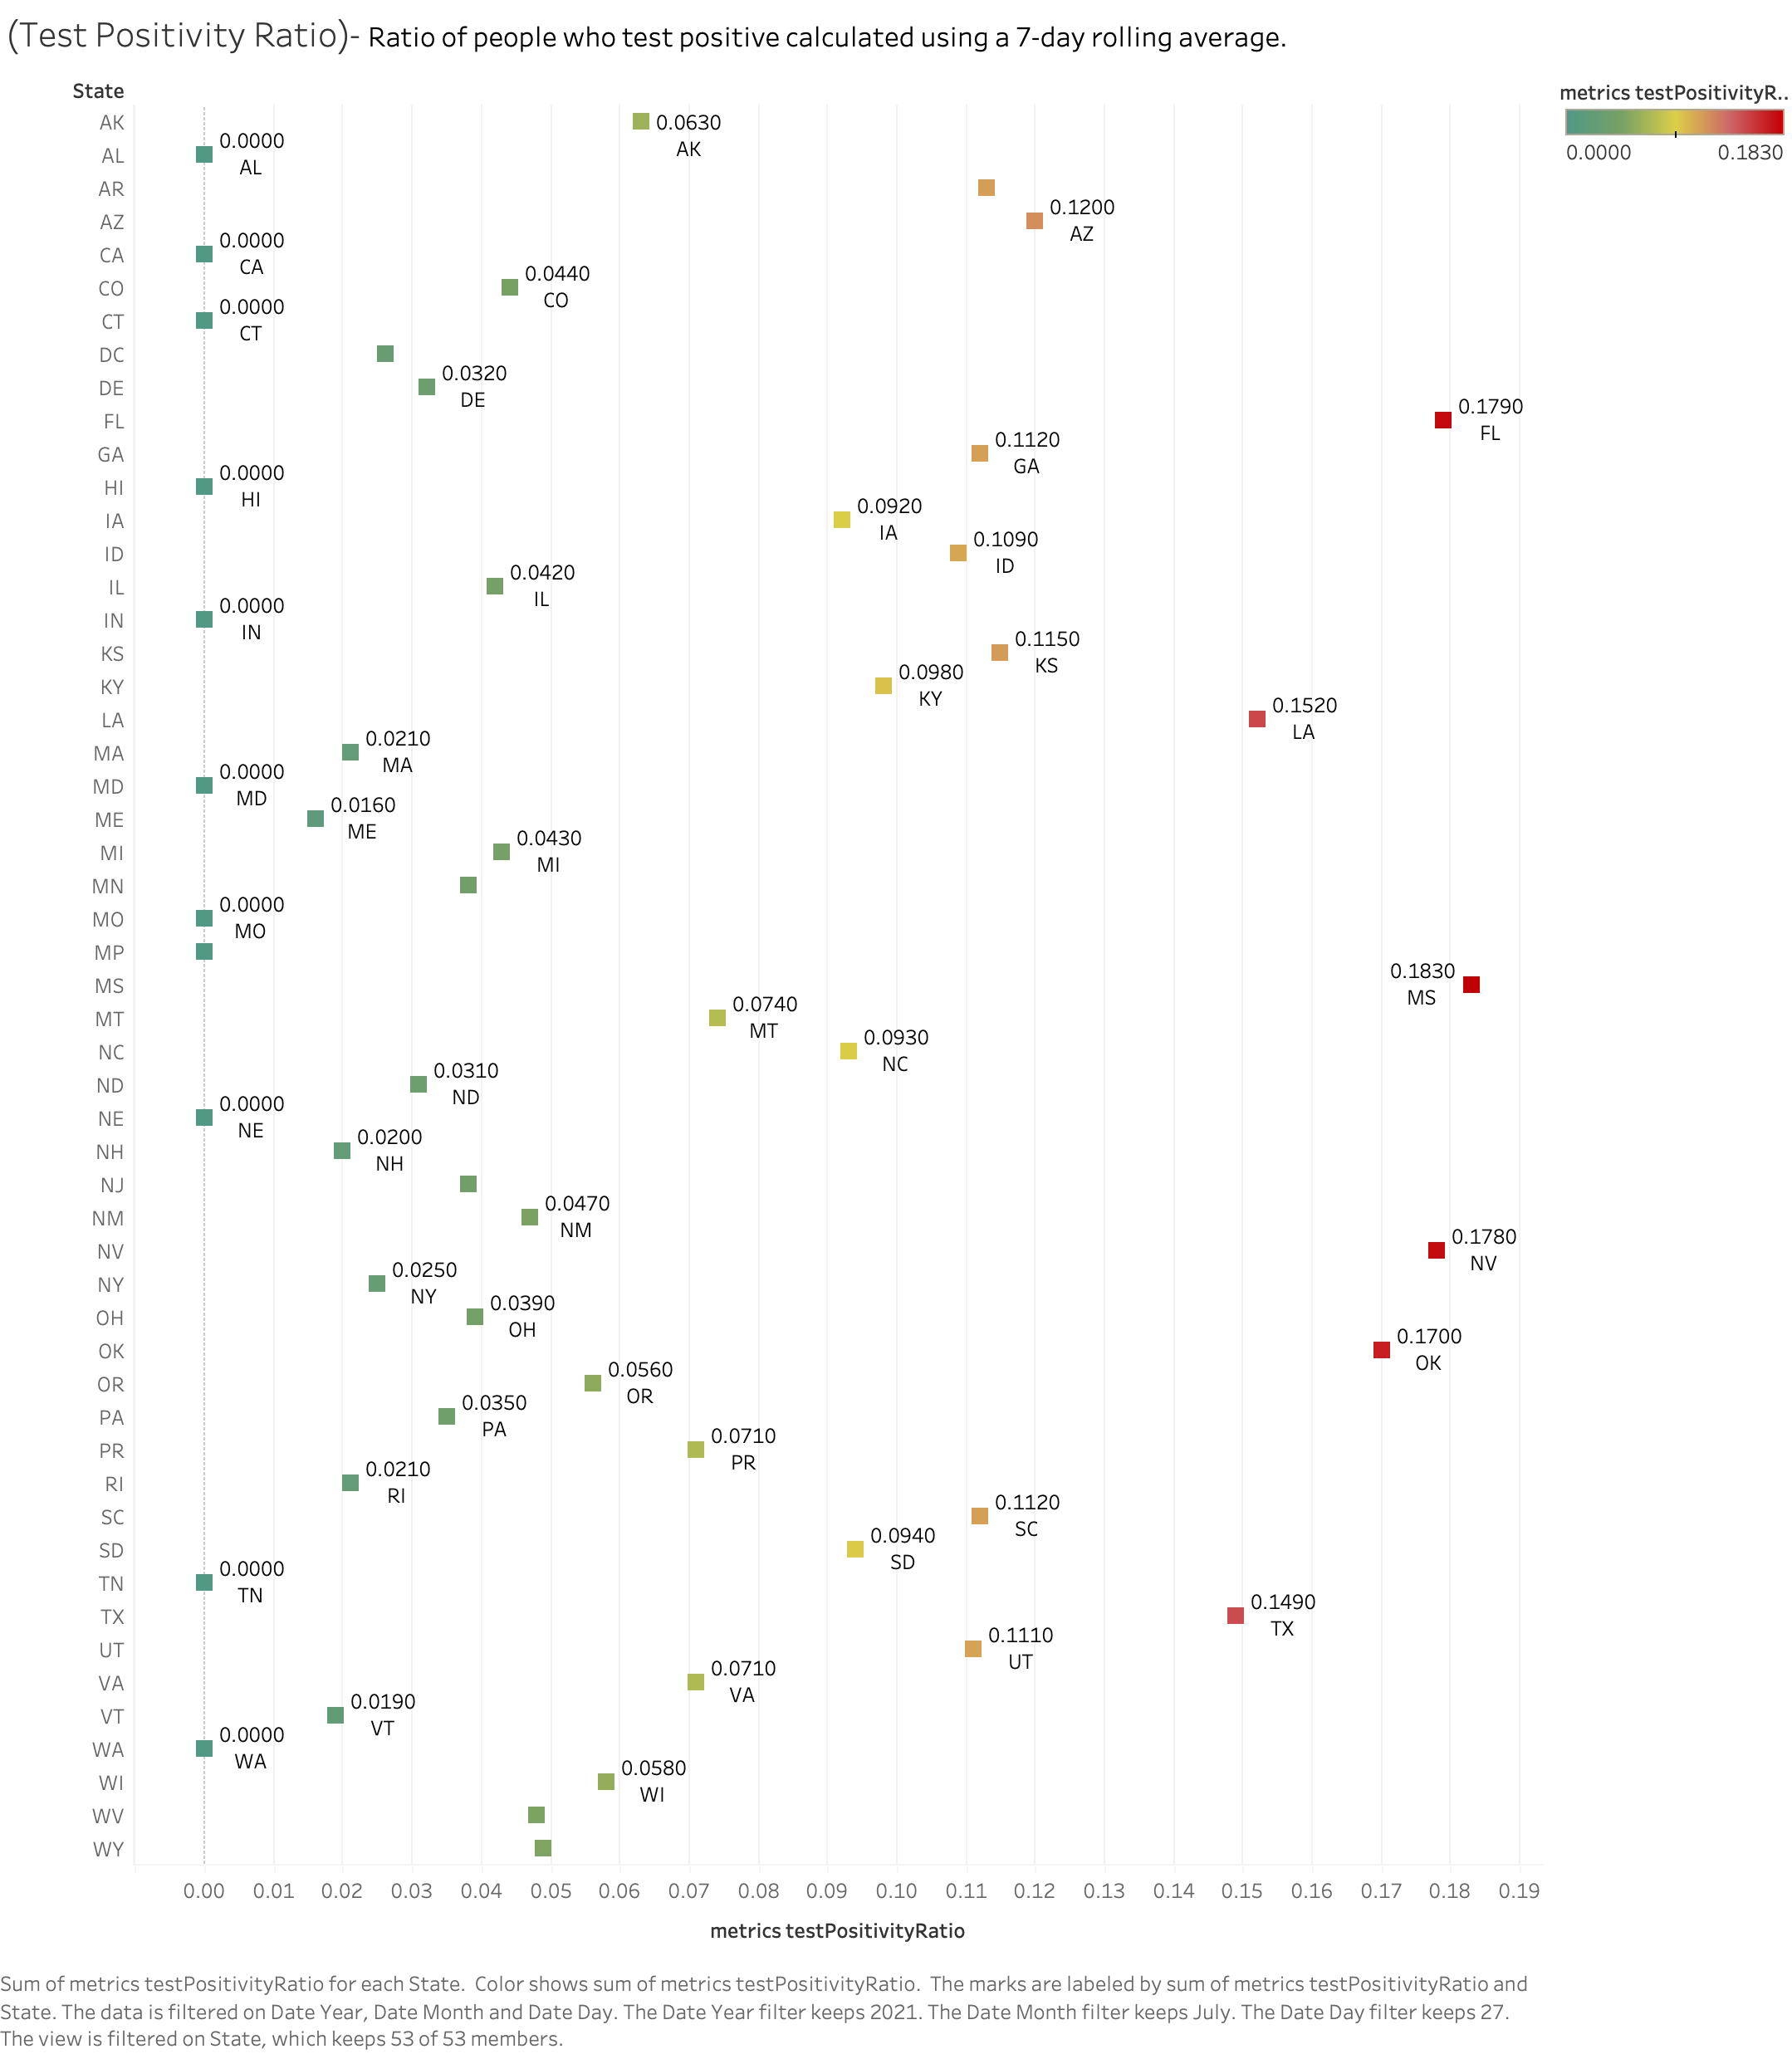 (Test Positivity Ratio)- Ratio of people who test positive calculated using a 7-day rolling average.
State
metrics testPositivityR..
0.0000 0.1830
AK 0.0630
AK
AL 0.0000
AL
AR
AZ 0.1200
AZ
CA 0.0000
CA
CO 0.0440
CO
CT 0.0000
CT
DC
DE 0.0320
DE
FL 0.1790
FL
GA 0.1120
GA
HI 0.0000
HI
IA 0.0920
IA
ID 0.1090
ID
IL 0.0420
IL
IN 0.0000
IN
KS 0.1150
KS
KY 0.0980
KY
LA 0.1520
LA
MA 0.0210
MA
MD 0.0000
MD
ME 0.0160
ME
MI 0.0430
MI
MN
MO 0.0000
MO
MP
MS 0.1830
MS
MT 0.0740
MT
NC 0.0930
NC
ND 0.0310
ND
NE 0.0000
NE
NH 0.0200
NH
NJ
NM 0.0470
NM
NV 0.1780
NV
NY 0.0250
NY
OH 0.0390
OH
OK 0.1700
OK
OR 0.0560
OR
PA 0.0350
PA
PR 0.0710
PR
RI 0.0210
RI
SC 0.1120
SC
SD 0.0940
SD
TN 0.0000
TN
TX 0.1490
TX
UT 0.1110
UT
VA 0.0710
VA
VT 0.0190
VT
WA 0.0000
WA
WI 0.0580
WI
WV
WY
0.00 0.01 0.02 0.03 0.04 0.05 0.06 0.07 0.08 0.09 0.10 0.11 0.12 0.13 0.14 0.15 0.16 0.17 0.18 0.19
metrics testPositivityRatio
Sum of metrics testPositivityRatio for each State. Color shows sum of metrics testPositivityRatio. The marks are labeled by sum of metrics testPositivityRatio and
State. The data is filtered on Date Year, Date Month and Date Day. The Date Year filter keeps 2021. The Date Month filter keeps July. The Date Day filter keeps 27.
The view is filtered on State, which keeps 53 of 53 members.